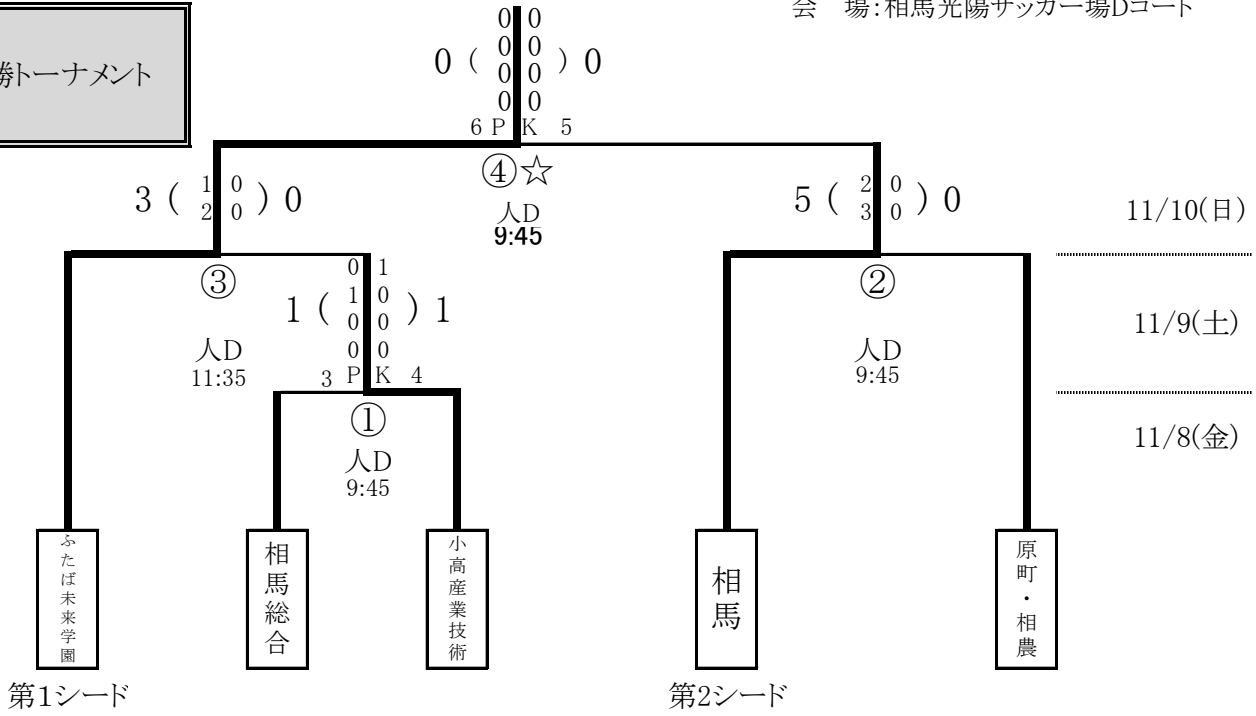 会　場：相馬光陽サッカー場Dコート
勝トーナメント
0 0
0 0
0 ( 0 0 ) 0
0 0
6 P K 5
④☆
人D
9:45
3 ( 1 0 ) 0
2 0
5 ( 2 0 ) 0
3 0
11/10(日)
③
人D
11:35
0 1
1 ( 1 0 ) 1
0 0
0 0
3 P K 4
①
人D
9:45
②
人D
9:45
11/9(土)
11/8(金)
ふたば未来学園
相馬総合
小高産業技術
相馬
原町・相農
第1シード
第2シード